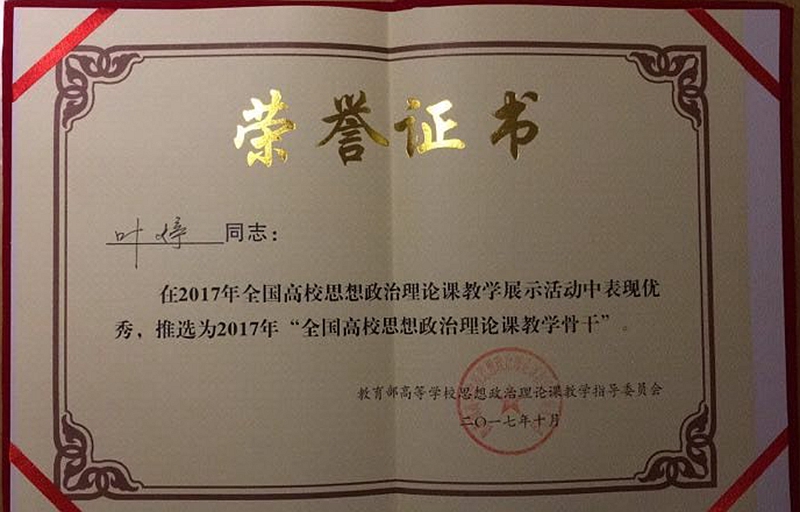 荣誉证书
叶婷同志：
在2017年全国高校思想政治理论课教学展示活动中表现优
秀，推选为2017年“全国高校思想政治理论课教学骨干”。
教育部高等学校思想政治理论课教学指导委员会
二〇一七年十月